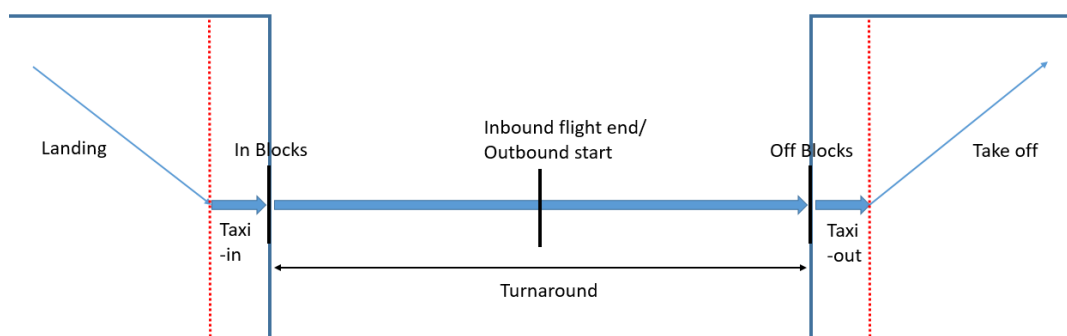 Landing
Taxi
-in
In Blocks
Inbound flight end/
Outbound start
Turnaround
Off Blocks
Taxi
-out
Take off